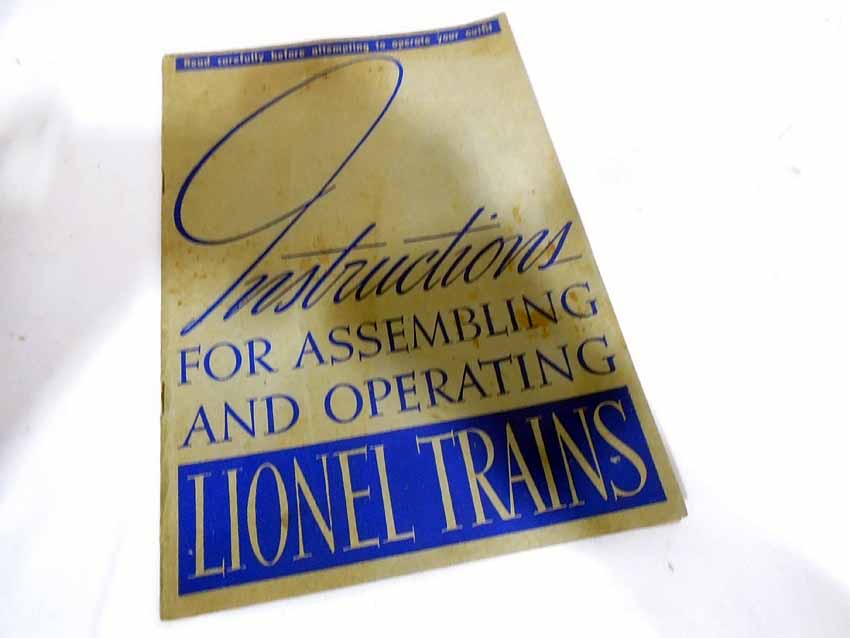 Read carefully before attempting to operate your outfit
Instructions
FOR ASSEMBLING
AND OPERATING
LIONEL TRAINS